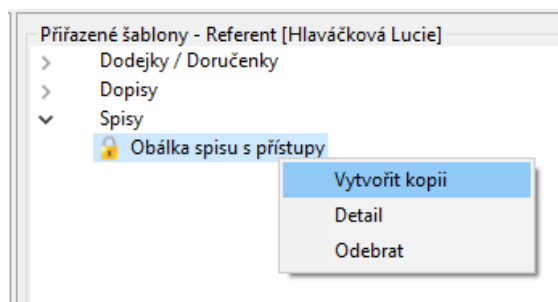 Přiřazené šablony - Referent [Hlaváčková Lucie]
Dodejky / Doručenky
Dopisy
Spisy
Obálka spisu s přístupy
Vytvořit kopii
Detail
Odebrat